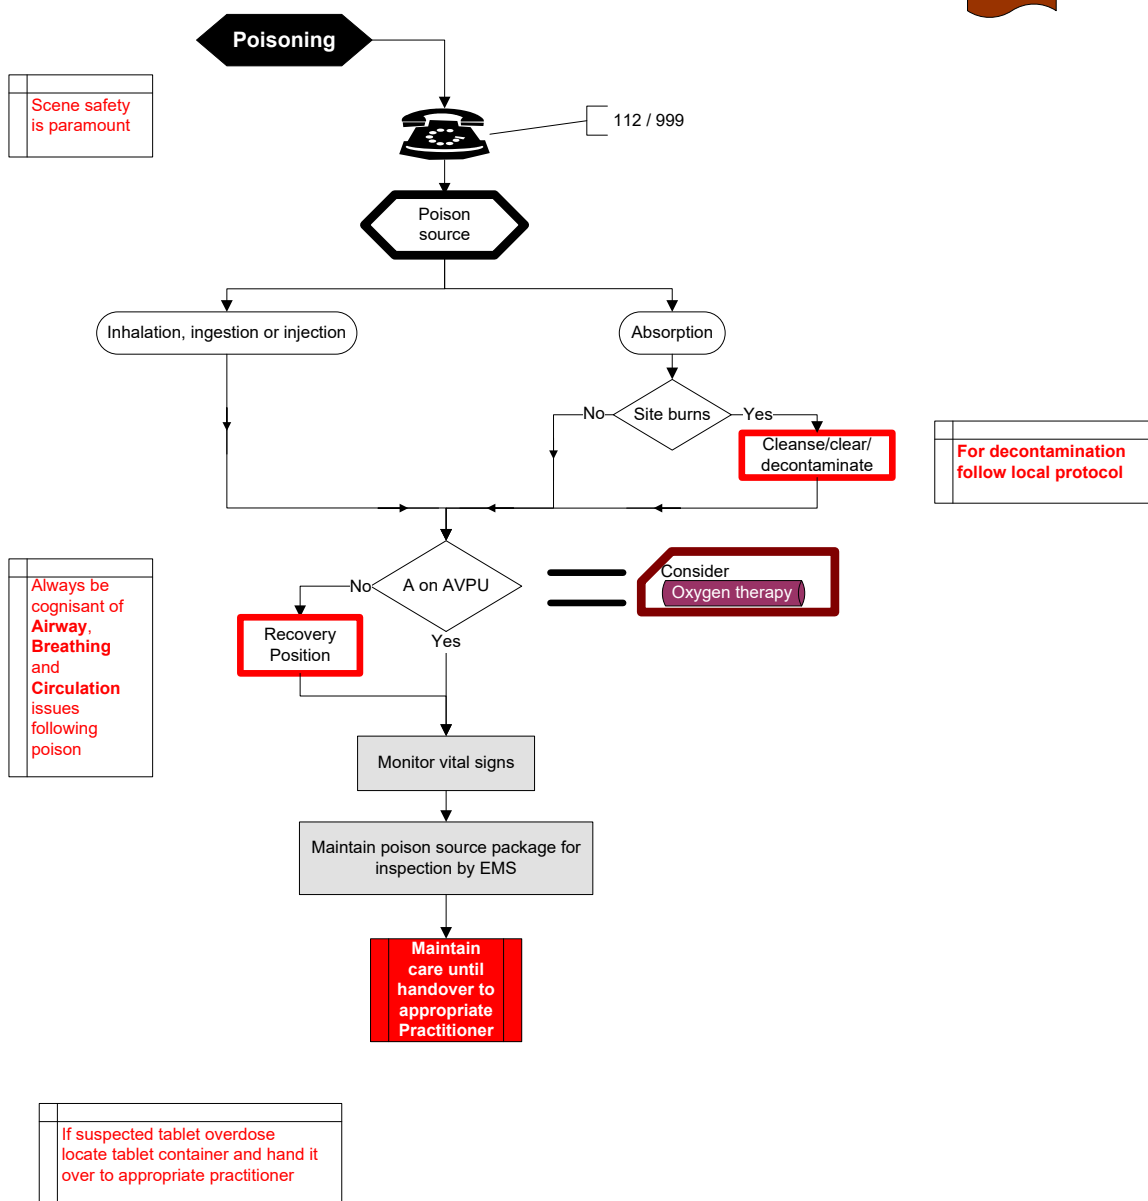 Poisoning
Scene safety
is paramount
112 / 999
Poison
source
Inhalation, ingestion or injection
Absorption
No
Site burns
Yes
Cleanse/clear/
decontaminate
For decontamination
follow local protocol
Always be
cognisant of
Airway,
Breathing
and
Circulation
issues
following
poison
No
A on AVPU
Consider
Oxygen therapy
Recovery
Position
Yes
Monitor vital signs
Maintain poison source package for
inspection by EMS
Maintain
care until
handover to
appropriate
Practitioner
If suspected tablet overdose
locate tablet container and hand it
over to appropriate practitioner